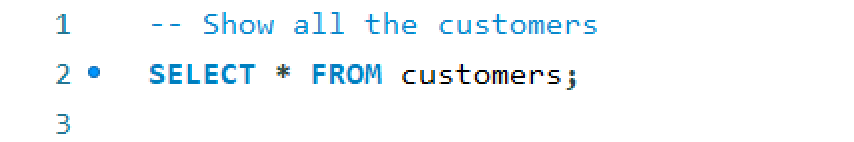 1 -- Show all the customers
2 SELECT * FROM customers;
3